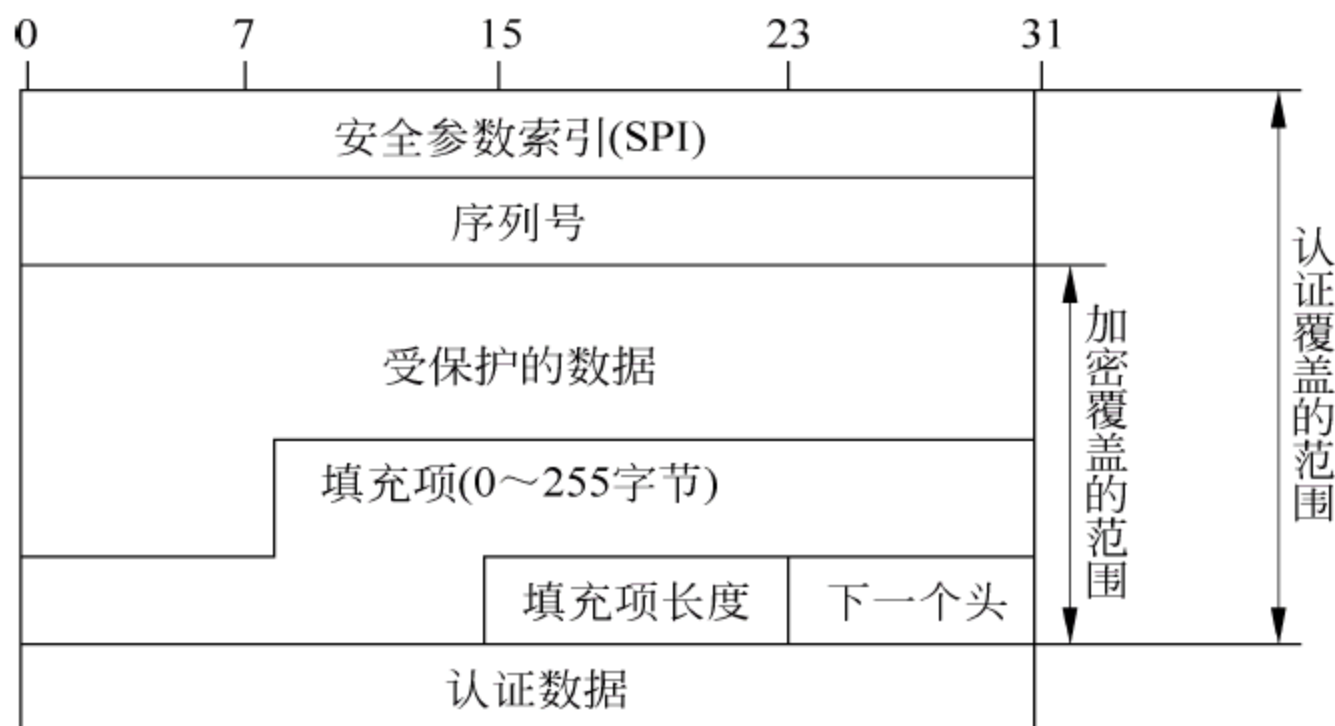 0 7 15 23 31
安全参数索引(SPI)
序列号
受保护的数据
填充项(0～255字节)
填充项长度
下一个头
认证数据
加密覆盖的范围
认证覆盖的范围